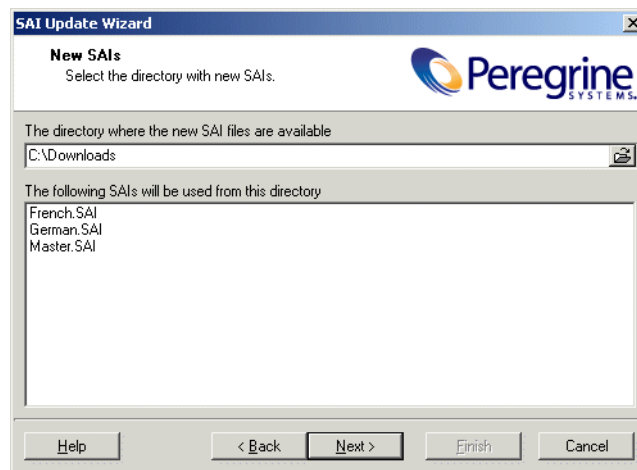 SAI Update Wizard
New SAIs
Select the directory with new SAIs.
Peregrine
SYSTEMS
The directory where the new SAI files are available
C:\Downloads
The following SAIs will be used from this directory
French.SAI
German.SAI
Master.SAI
Help
< Back
Next >
Finish
Cancel